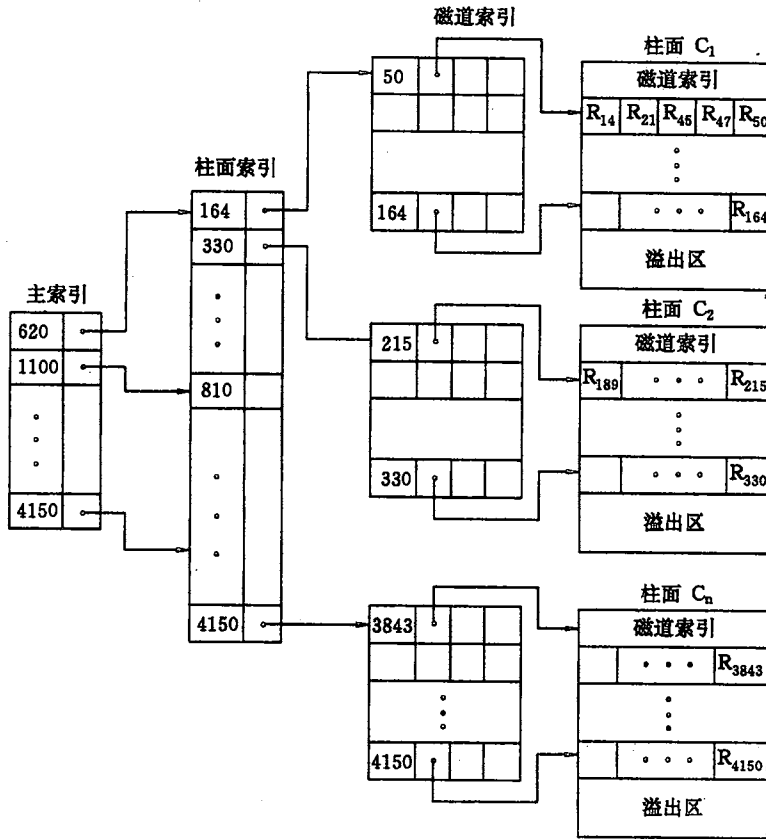 磁道索引
柱面 C₁
50
磁道索引
R₁₄ R₂₁ R₄₅ R₄₇ R₅₀
柱面索引
164
164
R₁₆₄
330
溢出区
主索引
柱面 C₂
620
215
磁道索引
1100
810
R₁₈₉ R₂₁₅
330
R₃₃₀
4150
溢出区
柱面 Cₙ
4150
3843
磁道索引
R₃₈₄₃
4150
R₄₁₅₀
溢出区